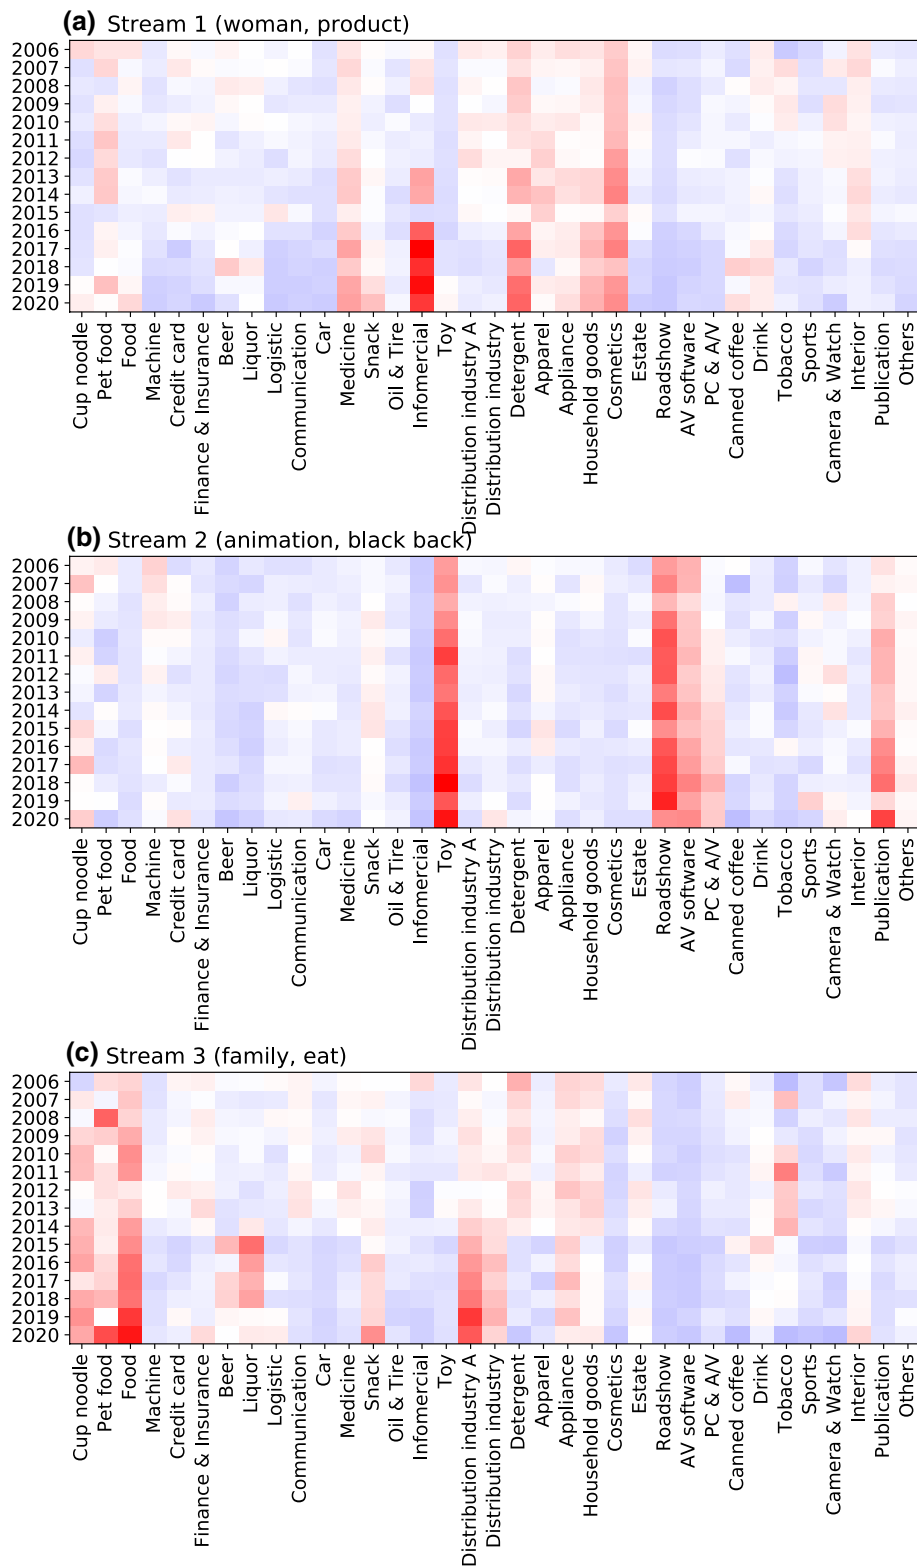 (a) Stream 1 (woman, product)
2006
2007
2008
2009
2010
2011
2012
2013
2014
2015
2016
2017
2018
2019
2020
Cup noodle
Pet food
Food
Machine
Credit card
Finance & Insurance
Beer
Liquor
Logistic
Communication
Car
Medicine
Snack
Oil & Tire
Infomercial
Toy
Distribution industry A
Distribution industry
Detergent
Apparel
Appliance
Household goods
Cosmetics
Estate
Roadshow
AV software
PC & A/V
Canned coffee
Drink
Tobacco
Sports
Camera & Watch
Interior
Publication
Others
(b) Stream 2 (animation, black back)
2006
2007
2008
2009
2010
2011
2012
2013
2014
2015
2016
2017
2018
2019
2020
Cup noodle
Pet food
Food
Machine
Credit card
Finance & Insurance
Beer
Liquor
Logistic
Communication
Car
Medicine
Snack
Oil & Tire
Infomercial
Toy
Distribution industry A
Distribution industry
Detergent
Apparel
Appliance
Household goods
Cosmetics
Estate
Roadshow
AV software
PC & A/V
Canned coffee
Drink
Tobacco
Sports
Camera & Watch
Interior
Publication
Others
(c) Stream 3 (family, eat)
2006
2007
2008
2009
2010
2011
2012
2013
2014
2015
2016
2017
2018
2019
2020
Cup noodle
Pet food
Food
Machine
Credit card
Finance & Insurance
Beer
Liquor
Logistic
Communication
Car
Medicine
Snack
Oil & Tire
Infomercial
Toy
Distribution industry A
Distribution industry
Detergent
Apparel
Appliance
Household goods
Cosmetics
Estate
Roadshow
AV software
PC & A/V
Canned coffee
Drink
Tobacco
Sports
Camera & Watch
Interior
Publication
Others